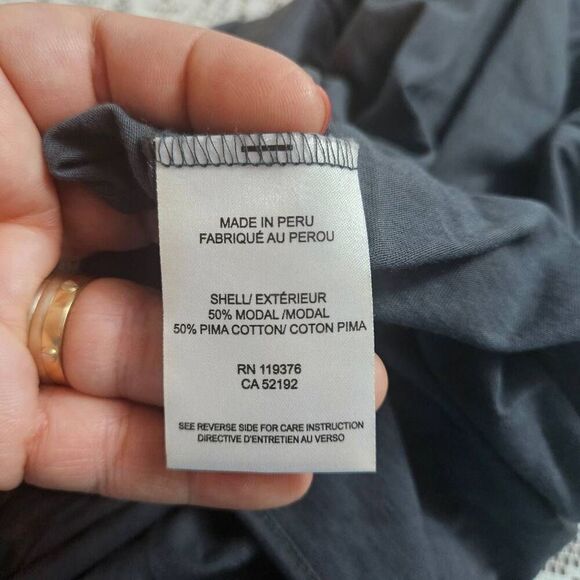 MADE IN PERU
FABRIQUÉ AU PEROU
SHELL/ EXTÉRIEUR
50% MODAL /MODAL
50% PIMA COTTON/ COTON PIMA
RN 119376
CA 52192
SEE REVERSE SIDE FOR CARE INSTRUCTION
DIRECTIVE D'ENTRETIEN AU VERSO